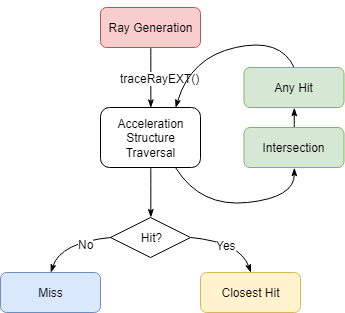 Ray Generation
traceRayEXT()
Any Hit
Acceleration
Structure
Traversal
Intersection
Hit?
No
Yes
Miss
Closest Hit